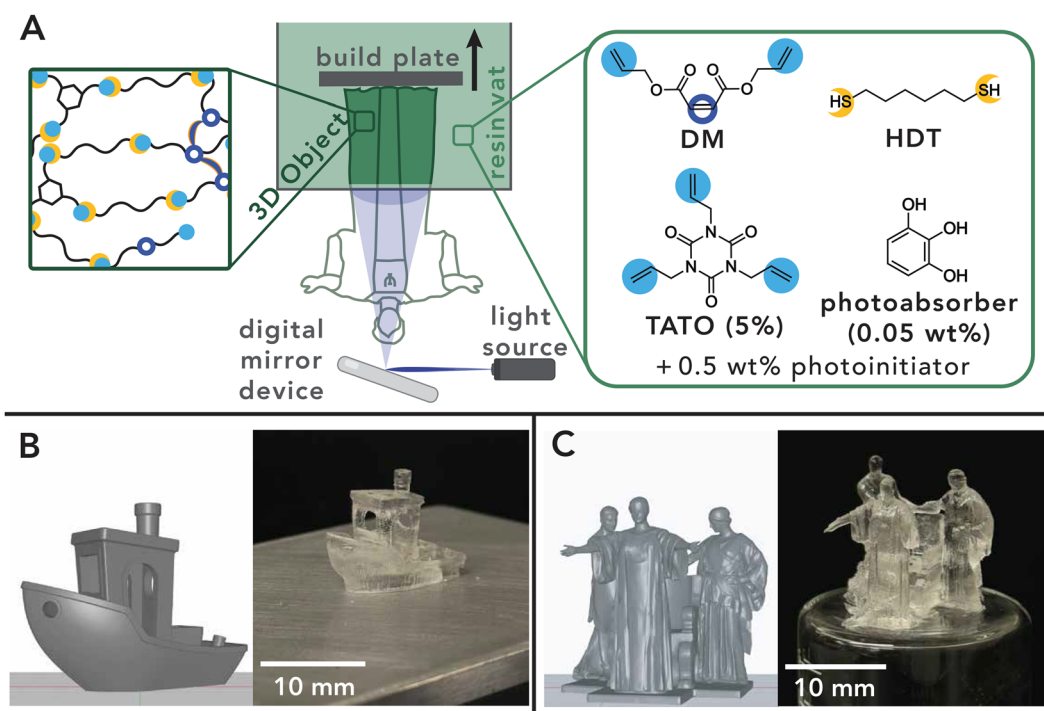 A
build plate
resin vat
3D Object
digital
mirror
device
light
source
O
O
O
O
DM
HS
SH
HDT
O
N
O
N
N
O
TATO (5%)
OH
OH
OH
photoabsorber
(0.05 wt%)
+ 0.5 wt% photoinitiator
B
10 mm
C
10 mm